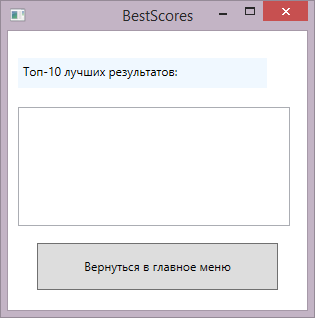 BestScores
Топ-10 лучших результатов:
Вернуться в главное меню